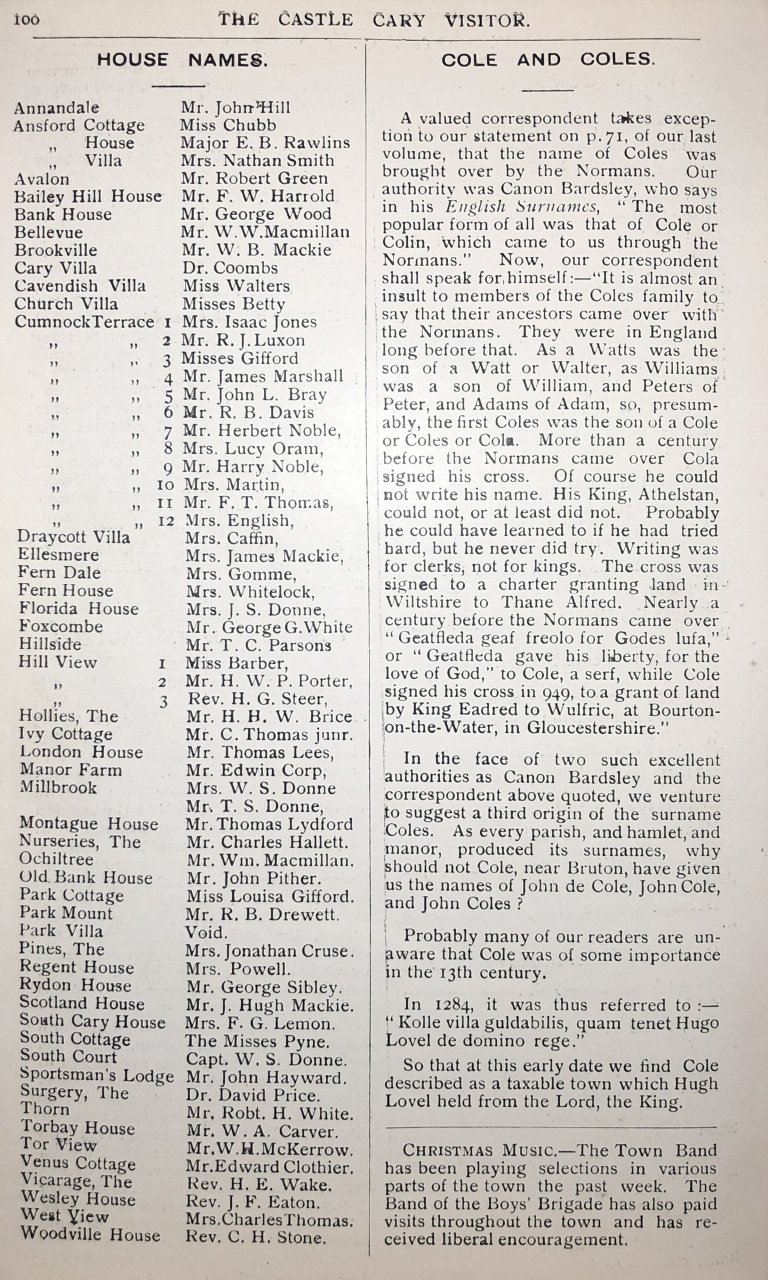 100
THE CASTLE CARY VISITOR.
HOUSE NAMES.
Annandale Mr. John Hill
Ansford Cottage Miss Chubb
„ House Major E. B. Rawlins
„ Villa Mrs. Nathan Smith
Avalon Mr. Robert Green
Bailey Hill House Mr. F. W. Harrold
Bank House Mr. George Wood
Bellevue Mr. W.W.Macmillan
Brookville Mr. W. B. Mackie
Cary Villa Dr. Coombs
Cavendish Villa Miss Walters
Church Villa Misses Betty
Cumnock Terrace 1 Mrs. Isaac Jones
„ „ 2 Mr. R. J. Luxon
„ „ 3 Misses Gifford
„ „ 4 Mr. James Marshall
„ „ 5 Mr. John L. Bray
„ „ 6 Mr. R. B. Davis
„ „ 7 Mr. Herbert Noble,
„ „ 8 Mrs. Lucy Oram,
„ „ 9 Mr. Harry Noble,
„ „ 10 Mrs. Martin,
„ „ 11 Mr. F. T. Thomas,
„ „ 12 Mrs. English,
Draycott Villa Mrs. Caffin,
Ellesmere Mrs. James Mackie,
Fern Dale Mrs. Gomme,
Fern House Mrs. Whitelock,
Florida House Mrs. J. S. Donne,
Foxcombe Mr. George G. White
Hillside Mr. T. C. Parsons
Hill View 1 Miss Barber,
„ 2 Mr. H. W. P. Porter,
„ 3 Rev. H. G. Steer,
Hollies, The Mr. H. H. W. Brice
Ivy Cottage Mr. C. Thomas junr.
London House Mr. Thomas Lees,
Manor Farm Mr. Edwin Corp,
Millbrook Mrs. W. S. Donne
Mr. T. S. Donne,
Montague House Mr. Thomas Lydford
Nurseries, The Mr. Charles Hallett.
Ochiltree Mr. Wm. Macmillan.
Old Bank House Mr. John Pither.
Park Cottage Miss Louisa Gifford.
Park Mount Mr. R. B. Drewett.
Park Villa Void.
Pines, The Mrs. Jonathan Cruse.
Regent House Mrs. Powell.
Rydon House Mr. George Sibley.
Scotland House Mr. J. Hugh Mackie.
South Cary House Mrs. F. G. Lemon.
South Cottage The Misses Pyne.
South Court Capt. W. S. Donne.
Sportsman's Lodge Mr. John Hayward.
Surgery, The Dr. David Price.
Thorn Mr. Robt. H. White.
Torbay House Mr. W. A. Carver.
Tor View Mr.W.H.McKerrow.
Venus Cottage Mr.Edward Clothier.
Vicarage, The Rev. H. E. Wake.
Wesley House Rev. J. F. Eaton.
West View Mrs.Charles Thomas.
Woodville House Rev. C. H. Stone.
COLE AND COLES.
A valued correspondent takes excep-
tion to our statement on p. 71, of our last
volume, that the name of Coles was
brought over by the Normans. Our
authority was Canon Bardsley, who says
in his English Surnames, "The most
popular form of all was that of Cole or
Colin, which came to us through the
Normans." Now, our correspondent
shall speak for himself:—"It is almost an
insult to members of the Coles family to
say that their ancestors came over with
the Normans. They were in England
long before that. As a Watts was the
son of a Watt or Walter, as Williams
was a son of William, and Peters of
Peter, and Adams of Adam, so, presum-
ably, the first Coles was the son of a Cole
or Coles or Cola. More than a century
before the Normans came over Cola
signed his cross. Of course he could
not write his name. His King, Athelstan,
could not, or at least did not. Probably
he could have learned to if he had tried
hard, but he never did try. Writing was
for clerks, not for kings. The cross was
signed to a charter granting land in
Wiltshire to Thane Alfred. Nearly a
century before the Normans came over
"Geatfleda geaf freolo for Godes lufa,"
or "Geatfleda gave his liberty, for the
love of God," to Cole, a serf, while Cole
signed his cross in 949, to a grant of land
by King Eadred to Wulfric, at Bourton-
on-the-Water, in Gloucestershire."
In the face of two such excellent
authorities as Canon Bardsley and the
correspondent above quoted, we venture
to suggest a third origin of the surname
Coles. As every parish, and hamlet, and
manor, produced its surnames, why
should not Cole, near Bruton, have given
us the names of John de Cole, John Cole,
and John Coles ?
Probably many of our readers are un-
aware that Cole was of some importance
in the 13th century.
In 1284, it was thus referred to :—
"Kolle villa guldabilis, quam tenet Hugo
Lovel de domino rege."
So that at this early date we find Cole
described as a taxable town which Hugh
Lovel held from the Lord, the King.
CHRISTMAS MUSIC.—The Town Band
has been playing selections in various
parts of the town the past week. The
Band of the Boys' Brigade has also paid
visits throughout the town and has re-
ceived liberal encouragement.